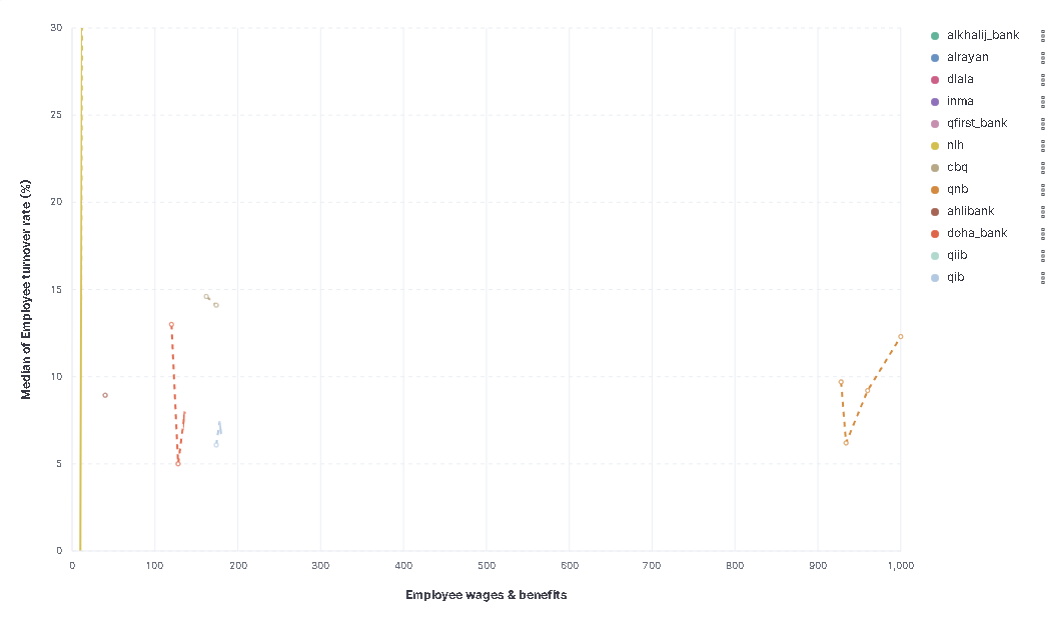 30
25
20
15
10
5
0
Median of Employee turnover rate (%)
0 100 200 300 400 500 600 700 800 900 1,000
Employee wages & benefits
alkhalij_bank
alrayan
dlala
inma
qfirst_bank
nlh
cbq
qnb
ahlibank
doha_bank
qiib
qib